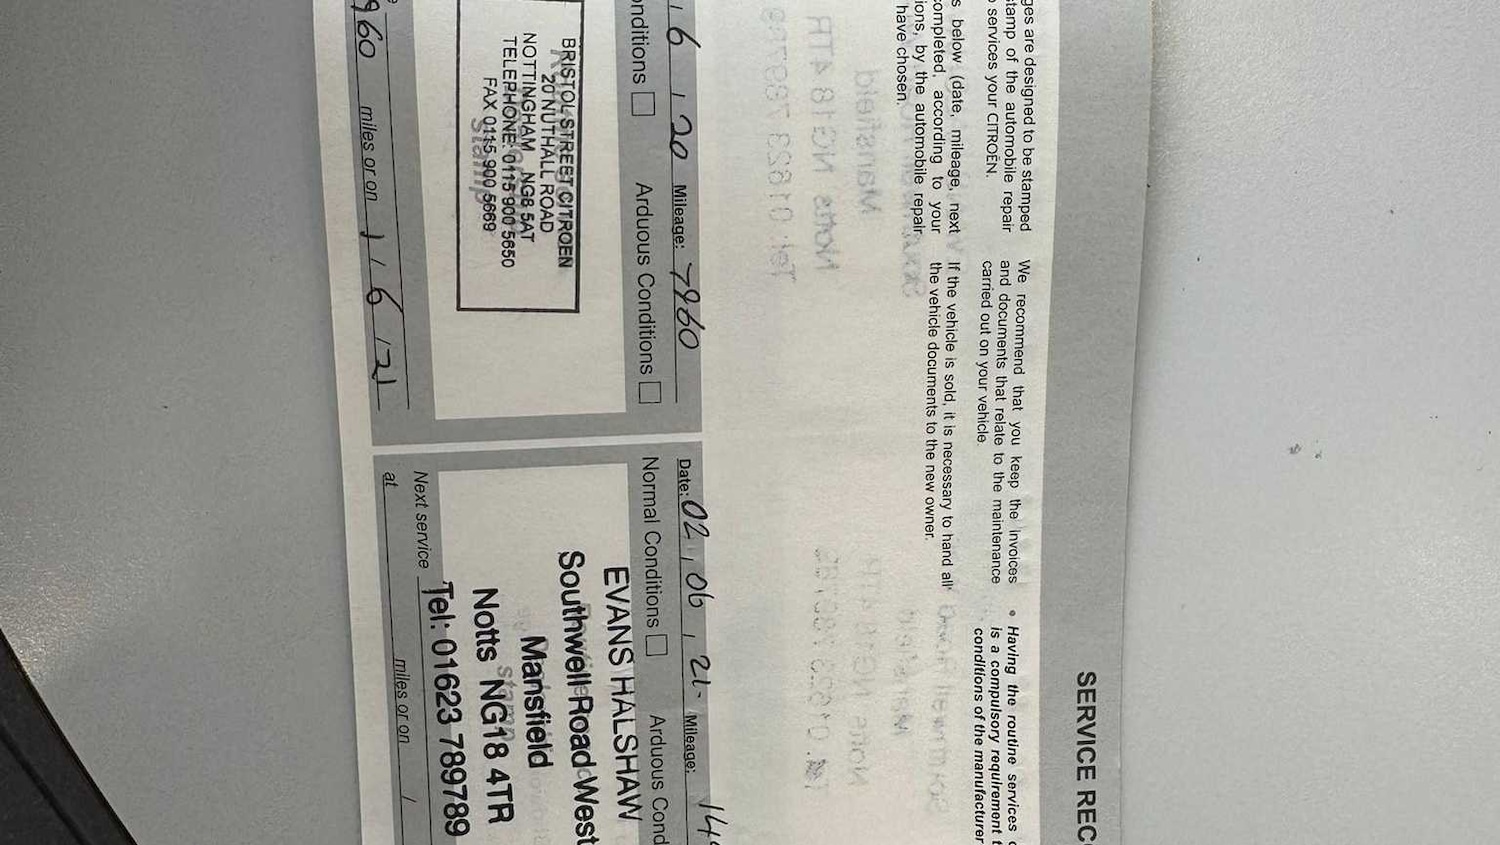 SERVICE REC
ges are designed to be stamped
tamp of the automobile repair
services your CITROËN.
s below (date, mileage, next
completed, according to your
ions, by the automobile repair
have chosen.
We recommend that you keep the invoices
and documents that relate to the maintenance
carried out on your vehicle.
If the vehicle is sold, it is necessary to hand all
the vehicle documents to the new owner.
• Having the routine services
is a compulsory requirement
conditions of the manufacturer
6 / 20 Mileage: 7960
onditions Arduous Conditions
BRISTOL STREET CITROEN
20 NUTHALL ROAD
NOTTINGHAM NG8 5AT
TELEPHONE: 0115 900 5650
FAX 0115 900 5669
Stamp
960 miles or on 1 / 6 / 21
Date: 02 / 06 / 21 Mileage: 14
Normal Conditions Arduous Cond
EVANS HALSHAW
Southwell Road West
Mansfield
Notts NG18 4TR
Tel: 01623 789789
stamp
Next service
at miles or on /